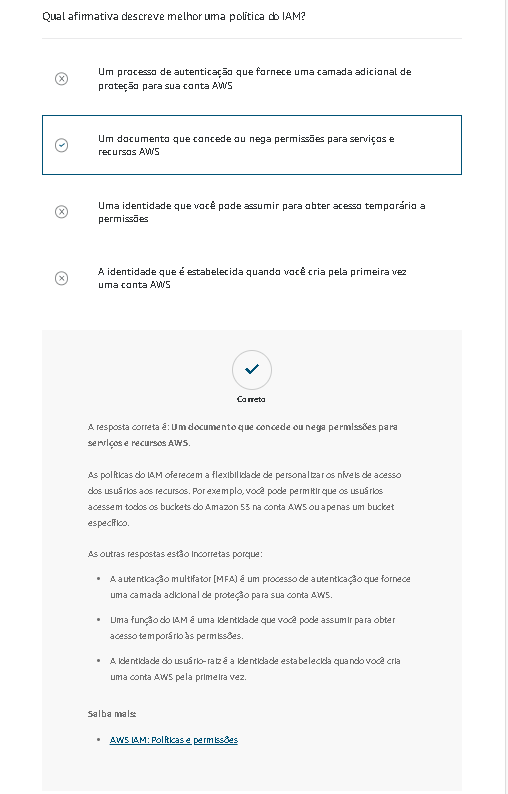 Qual afirmativa descreve melhor uma política do IAM?
Um processo de autenticação que fornece uma camada adicional de
proteção para sua conta AWS
Um documento que concede ou nega permissões para serviços e
recursos AWS
Uma identidade que você pode assumir para obter acesso temporário a
permissões
A identidade que é estabelecida quando você cria pela primeira vez
uma conta AWS
Correto
A resposta correta é: Um documento que concede ou nega permissões para
serviços e recursos AWS.
As políticas do IAM oferecem a flexibilidade de personalizar os níveis de acesso
dos usuários aos recursos. Por exemplo, você pode permitir que os usuários
acessem todos os buckets do Amazon S3 na conta AWS ou apenas um bucket
específico.
As outras respostas estão incorretas porque:
• A autenticação multifator (MFA) é um processo de autenticação que fornece
uma camada adicional de proteção para sua conta AWS.
• Uma função do IAM é uma identidade que você pode assumir para obter
acesso temporário às permissões.
• A identidade do usuário-raiz é a identidade estabelecida quando você cria
uma conta AWS pela primeira vez.
Saiba mais:
• AWS IAM: Políticas e permissões